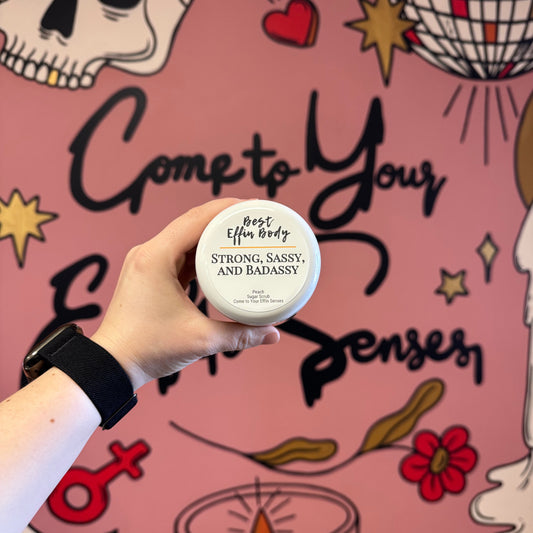 Come to Your
Senses
Best
Effin Body
Strong, Sassy,
and Badassy
Peach
Sugar Scrub
Come to Your Effin Senses